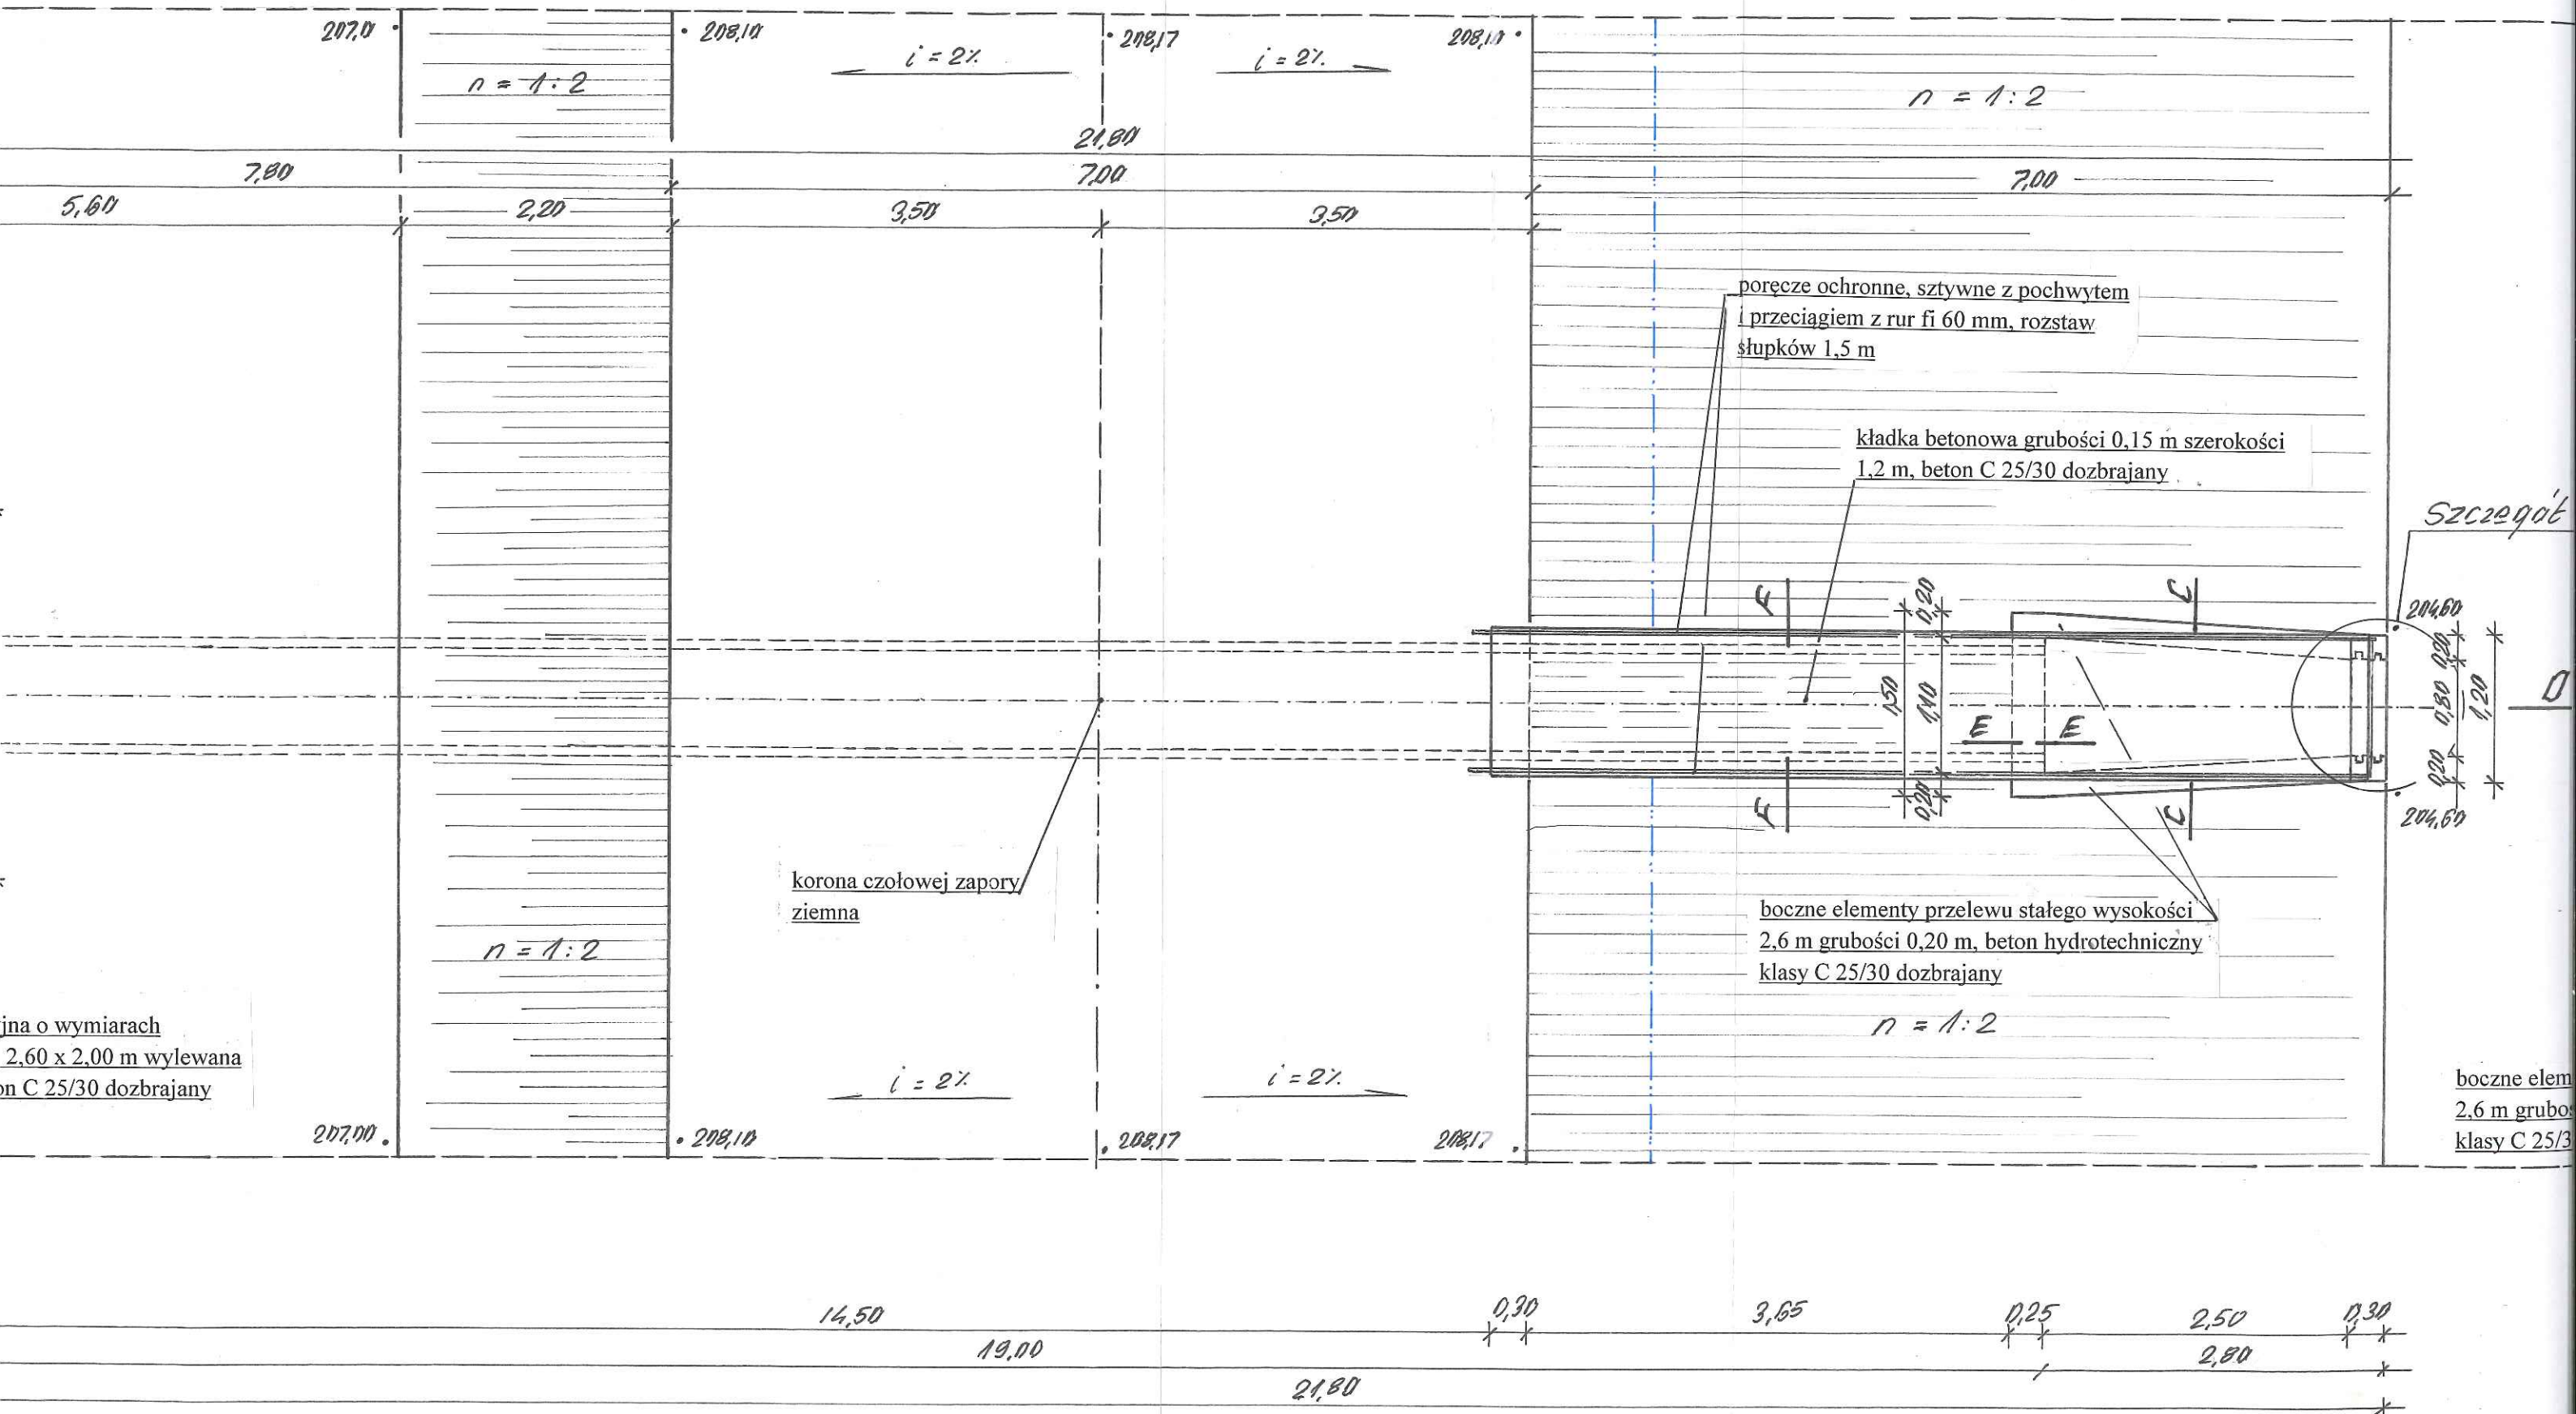 207,0
208,10
208,17
208,10
i = 2%
i = 2%
n = 1:2
n = 1:2
21,80
7,80
7,00
7,00
5,60
2,20
3,50
3,50
poręcze ochronne, sztywne z pochwytem
i przeciągiem z rur fi 60 mm, rozstaw
słupków 1,5 m
kładka betonowa grubości 0,15 m szerokości
1,2 m, beton C 25/30 dozbrajany
Szczegół
F
0,20
C
204,60
1,50
1,10
E
E
0,20
0,80
0,20
1,20
D
F
0,20
C
204,60
korona czołowej zapory
ziemna
boczne elementy przelewu stałego wysokości
2,6 m grubości 0,20 m, beton hydrotechniczny
klasy C 25/30 dozbrajany
n = 1:2
n = 1:2
jna o wymiarach
2,60 x 2,00 m wylewana
on C 25/30 dozbrajany
i = 2%
i = 2%
boczne elem
2,6 m grubo
klasy C 25/3
207,00
208,10
208,17
208,17
14,50
0,30
3,65
0,25
2,50
0,30
19,00
2,80
21,80